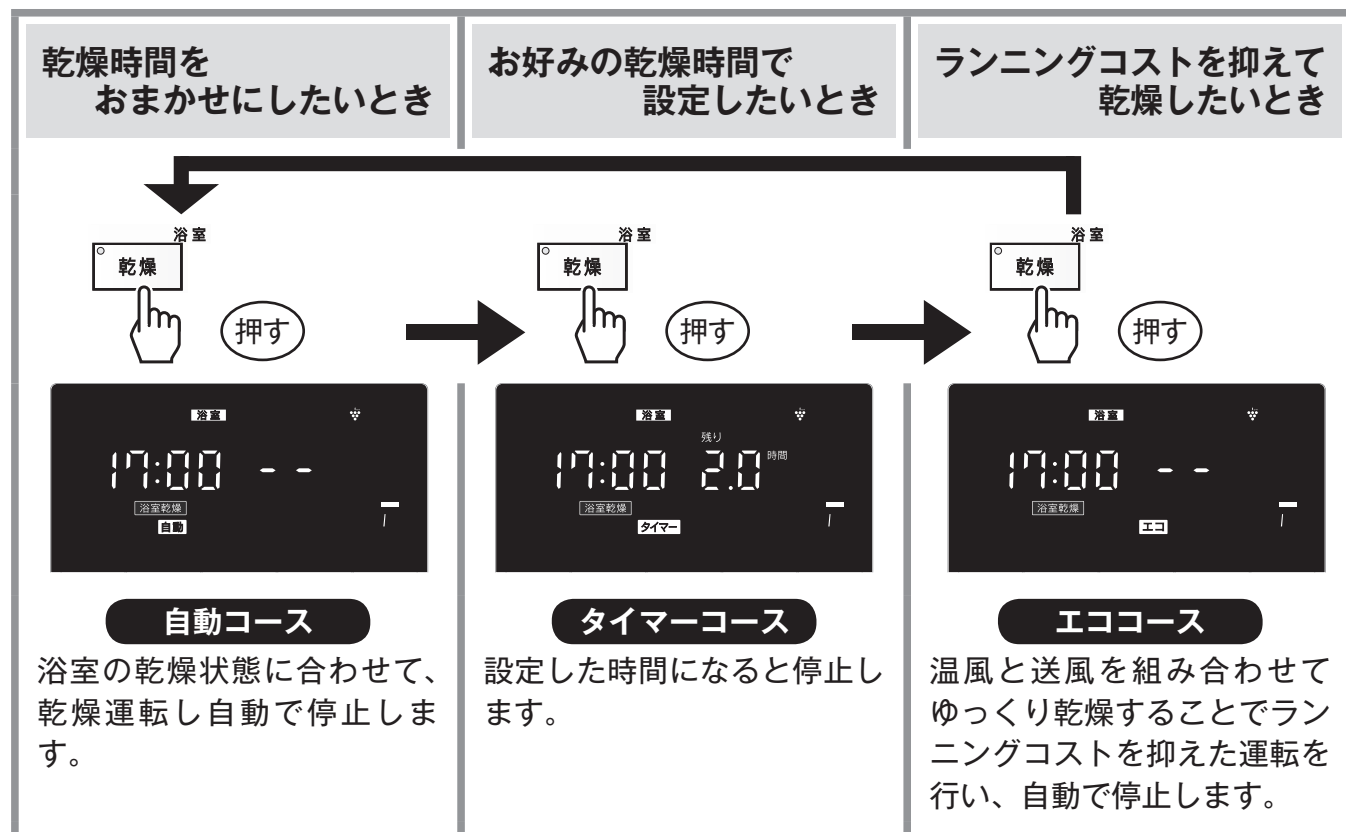 乾燥時間を
おまかせにしたいとき
お好みの乾燥時間で
設定したいとき
ランニングコストを抑えて
乾燥したいとき
浴室
乾燥
押す
浴室
乾燥
押す
浴室
乾燥
押す
浴室
17:00 - -
浴室乾燥
自動
浴室
残り
17:00 2.0 時間
浴室乾燥
タイマー
浴室
17:00 - -
浴室乾燥
エコ
自動コース
浴室の乾燥状態に合わせて、
乾燥運転し自動で停止しま
す。
タイマーコース
設定した時間になると停止し
ます。
エココース
温風と送風を組み合わせて
ゆっくり乾燥することでラン
ニングコストを抑えた運転を
行い、自動で停止します。